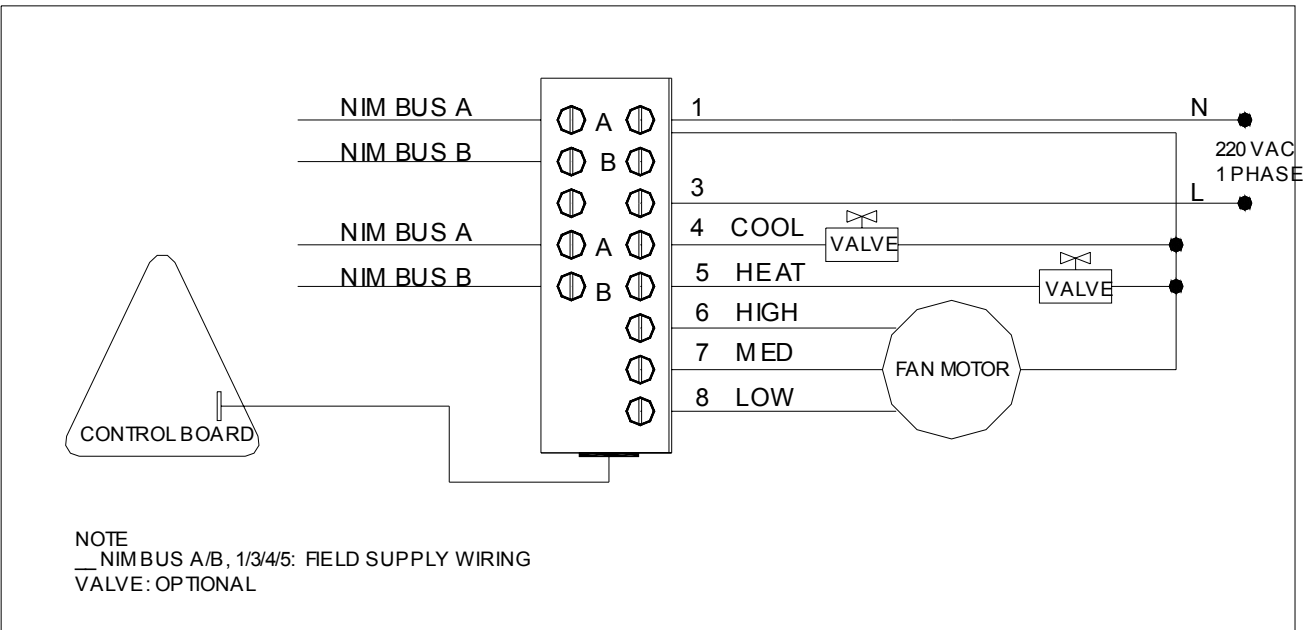 NIM BUS A
A
1
N
NIM BUS B
B
220 VAC
1 PHASE
3
L
NIM BUS A
A
4 COOL
VALVE
NIM BUS B
B
5 HEAT
VALVE
6 HIGH
7 MED
FAN MOTOR
8 LOW
CONTROL BOARD
NOTE
__ NIM BUS A/B, 1/3/4/5: FIELD SUPPLY WIRING
VALVE: OPTIONAL